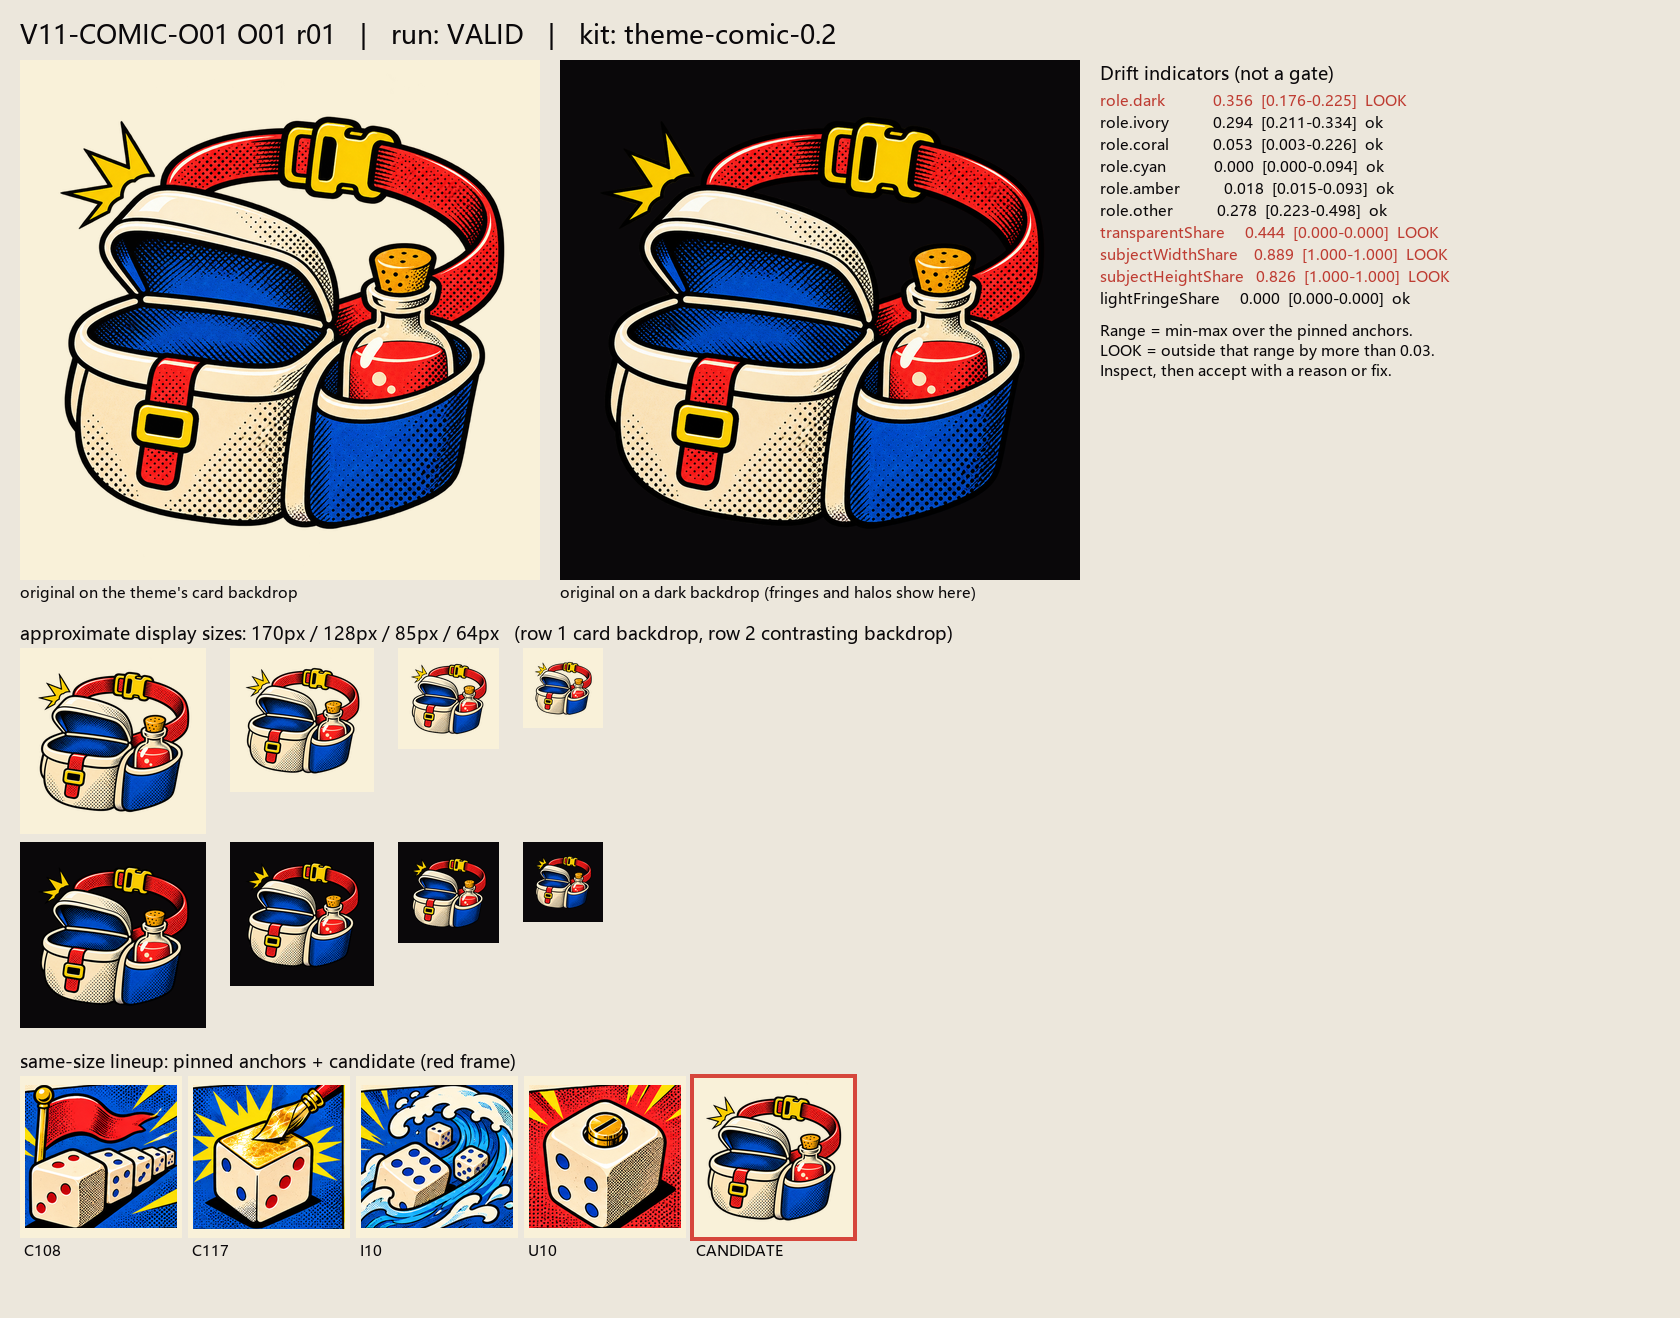 V11-COMIC-O01 O01 r01 | run: VALID | kit: theme-comic-0.2
Drift indicators (not a gate)
role.dark 0.356 [0.176-0.225] LOOK
role.ivory 0.294 [0.211-0.334] ok
role.coral 0.053 [0.003-0.226] ok
role.cyan 0.000 [0.000-0.094] ok
role.amber 0.018 [0.015-0.093] ok
role.other 0.278 [0.223-0.498] ok
transparentShare 0.444 [0.000-0.000] LOOK
subjectWidthShare 0.889 [1.000-1.000] LOOK
subjectHeightShare 0.826 [1.000-1.000] LOOK
lightFringeShare 0.000 [0.000-0.000] ok
Range = min-max over the pinned anchors.
LOOK = outside that range by more than 0.03.
Inspect, then accept with a reason or fix.
original on the theme's card backdrop
original on a dark backdrop (fringes and halos show here)
approximate display sizes: 170px / 128px / 85px / 64px (row 1 card backdrop, row 2 contrasting backdrop)
same-size lineup: pinned anchors + candidate (red frame)
C108
C117
I10
U10
CANDIDATE